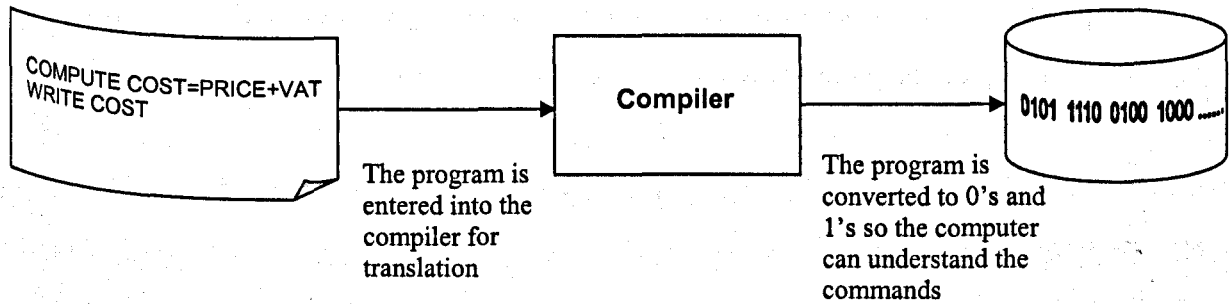 COMPUTE COST=PRICE+VAT
WRITE COST
The program is
entered into the
compiler for
translation
Compiler
The program is
converted to 0's and
1's so the computer
can understand the
commands
0101 1110 0100 1000......